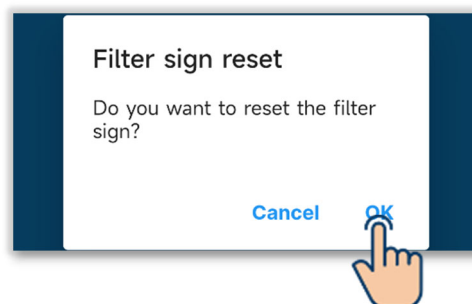 Filter sign reset
Do you want to reset the filter
sign?
Cancel OK